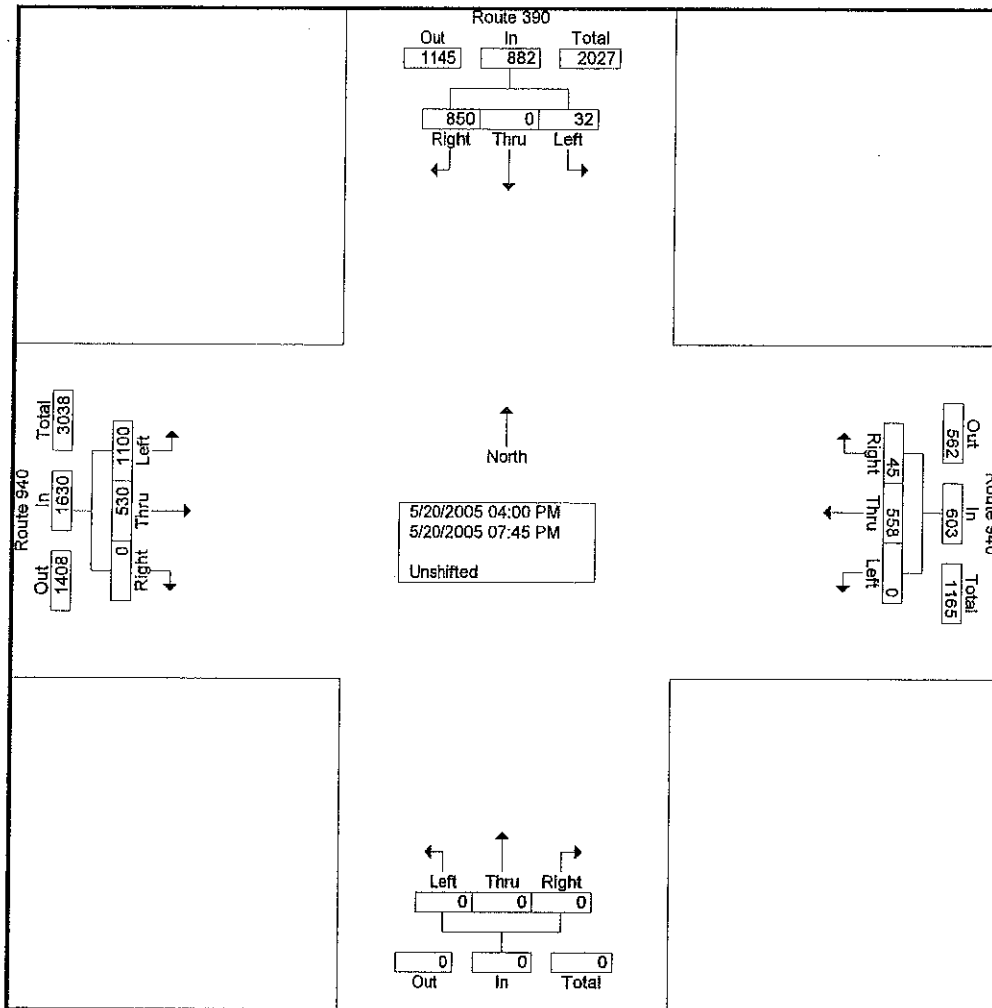 Route 390
Out In Total
1145 882 2027
850 0 32
Right Thru Left
Route 940
Total In Out
3038 1630 1408
1100 530 0
Left Thru Right
North
5/20/2005 04:00 PM
5/20/2005 07:45 PM
Unshifted
Right Thru Left
45 558 0
Out In Total
562 603 1165
Route 940
Left Thru Right
0 0 0
0 0 0
Out In Total